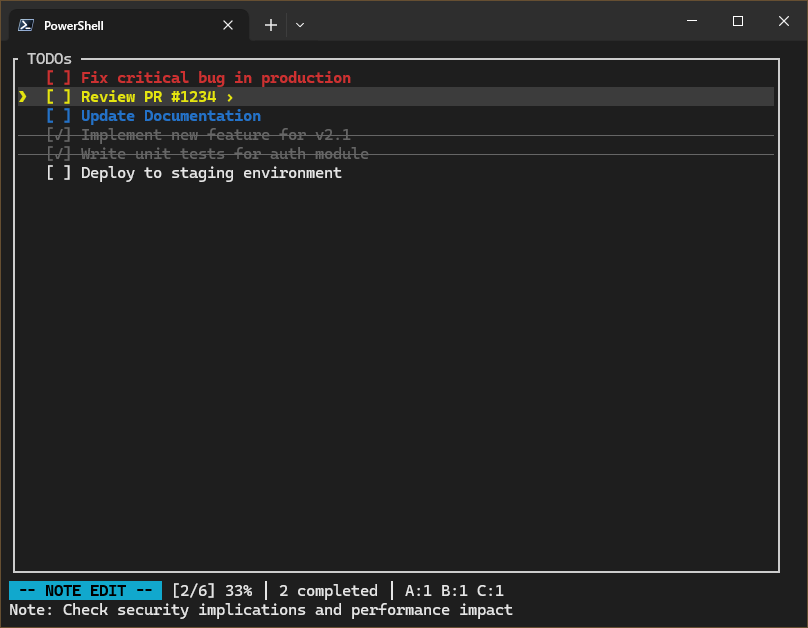 PowerShell
TODOs
[ ] Fix critical bug in production
❯ [ ] Review PR #1234 ›
[ ] Update Documentation
[√] Implement new feature for v2.1
[√] Write unit tests for auth module
[ ] Deploy to staging environment
-- NOTE EDIT -- [2/6] 33% │ 2 completed │ A:1 B:1 C:1
Note: Check security implications and performance impact